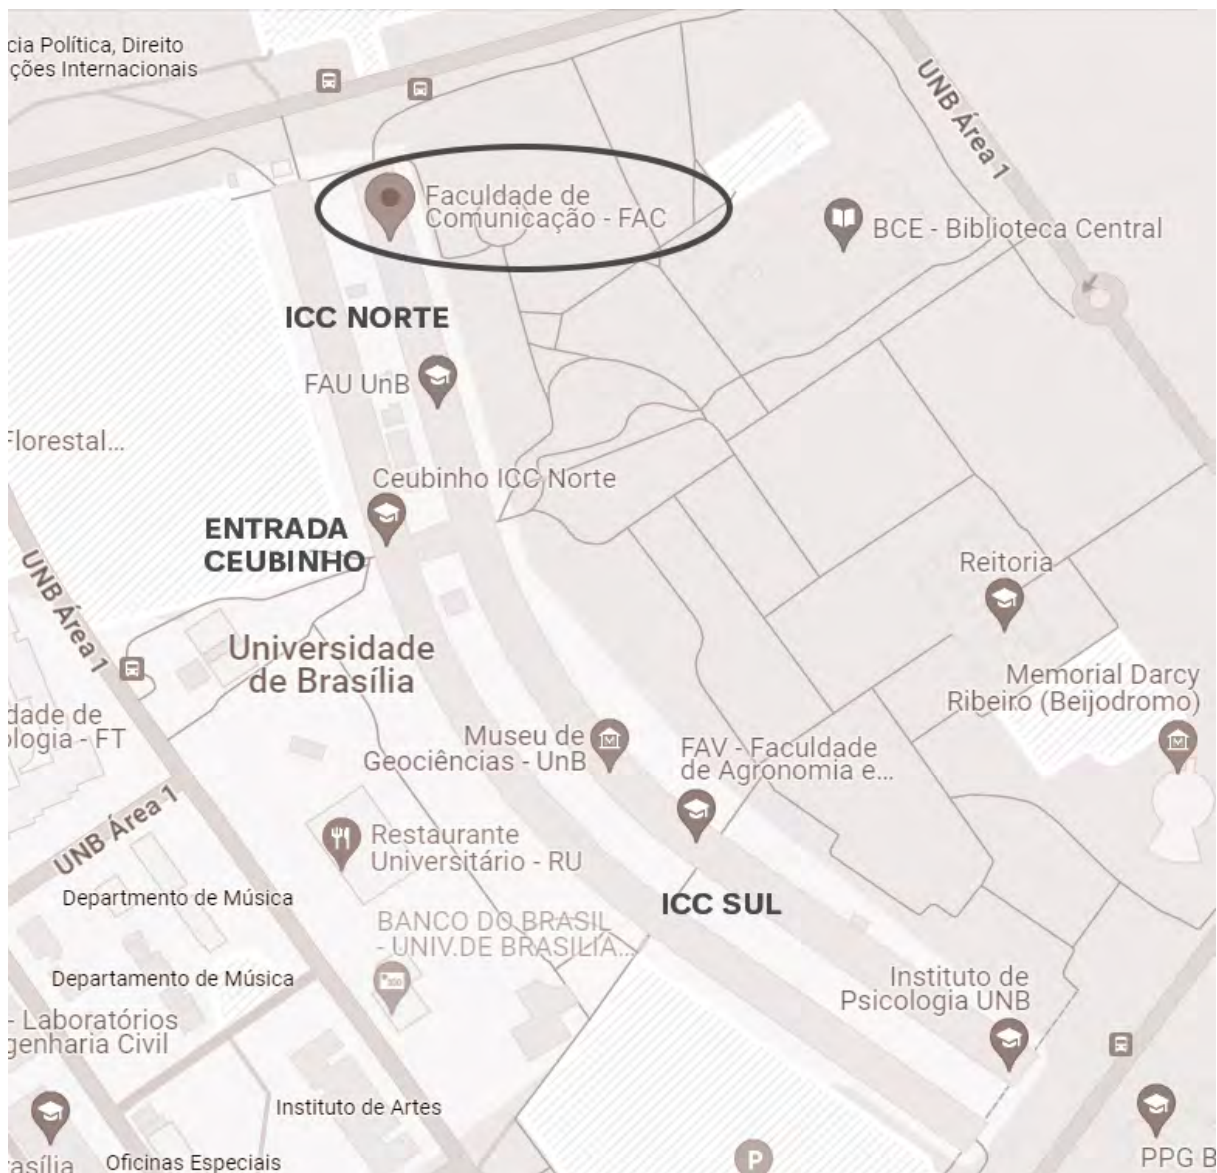 cia Política, Direito
ções Internacionais
UNB Área 1
Faculdade de
Comunicação - FAC
BCE - Biblioteca Central
ICC NORTE
FAU UnB
Florestal...
Ceubinho ICC Norte
ENTRADA
CEUBINHO
UNB Área 1
Reitoria
Universidade
de Brasília
Memorial Darcy
Ribeiro (Beijodromo)
dade de
ologia - FT
Museu de
Geociências - UnB
FAV - Faculdade
de Agronomia e...
UNB Área 1
Restaurante
Universitário - RU
Departmento de Música
ICC SUL
BANCO DO BRASIL
- UNIV.DE BRASILIA...
Departamento de Música
Instituto de
Psicologia UNB
- Laboratórios
genharia Civil
Instituto de Artes
P
PPG B
rasília
Oficinas Especiais